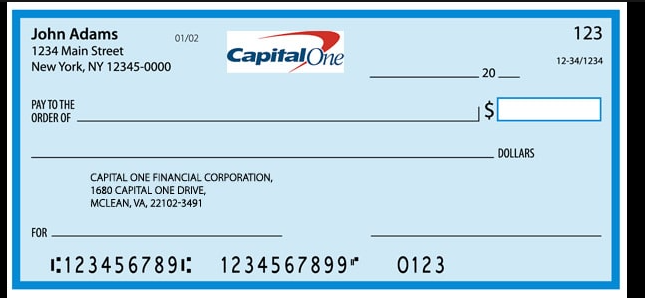 John Adams
01/02
CapitalOne
123
1234 Main Street
New York, NY 12345-0000
12-34/1234
20
PAY TO THE
ORDER OF
$
DOLLARS
CAPITAL ONE FINANCIAL CORPORATION,
1680 CAPITAL ONE DRIVE,
MCLEAN, VA, 22102-3491
FOR
⑆123456789⑆ 1234567899⑈ 0123